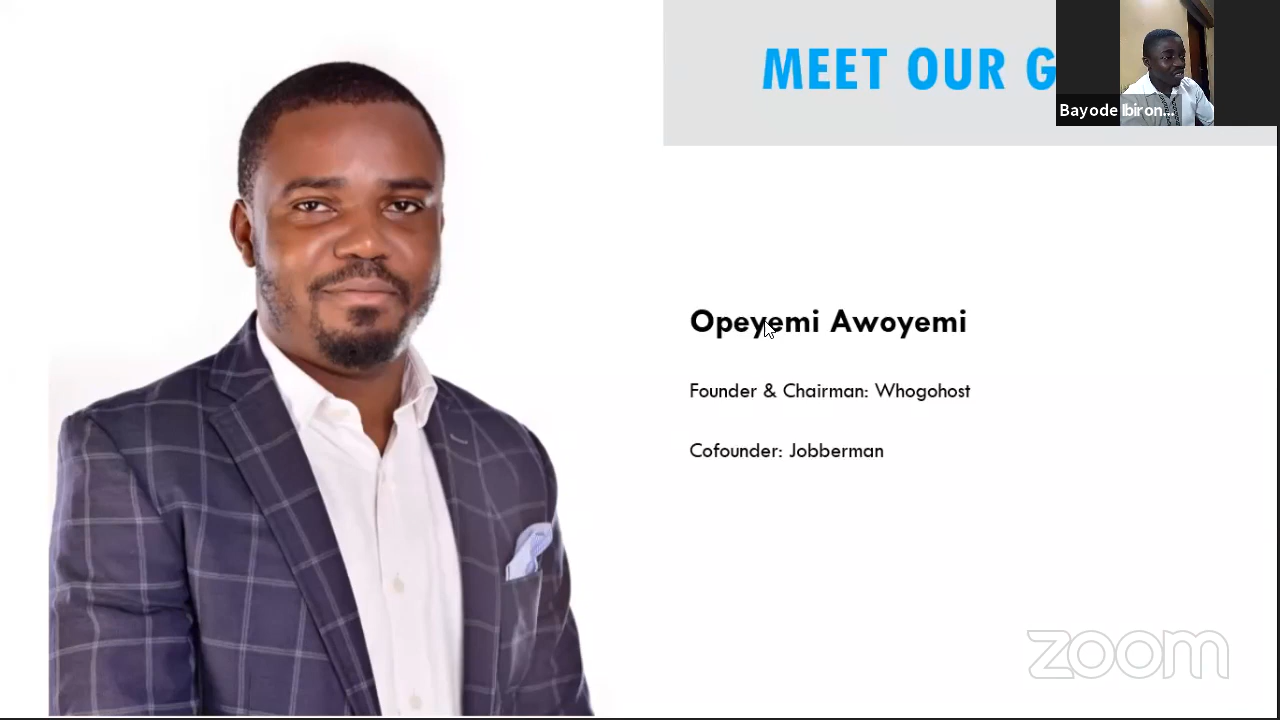 MEET OUR G
Bayode Ibiron...
Opeyemi Awoyemi
Founder & Chairman: Whogohost
Cofounder: Jobberman
zoom